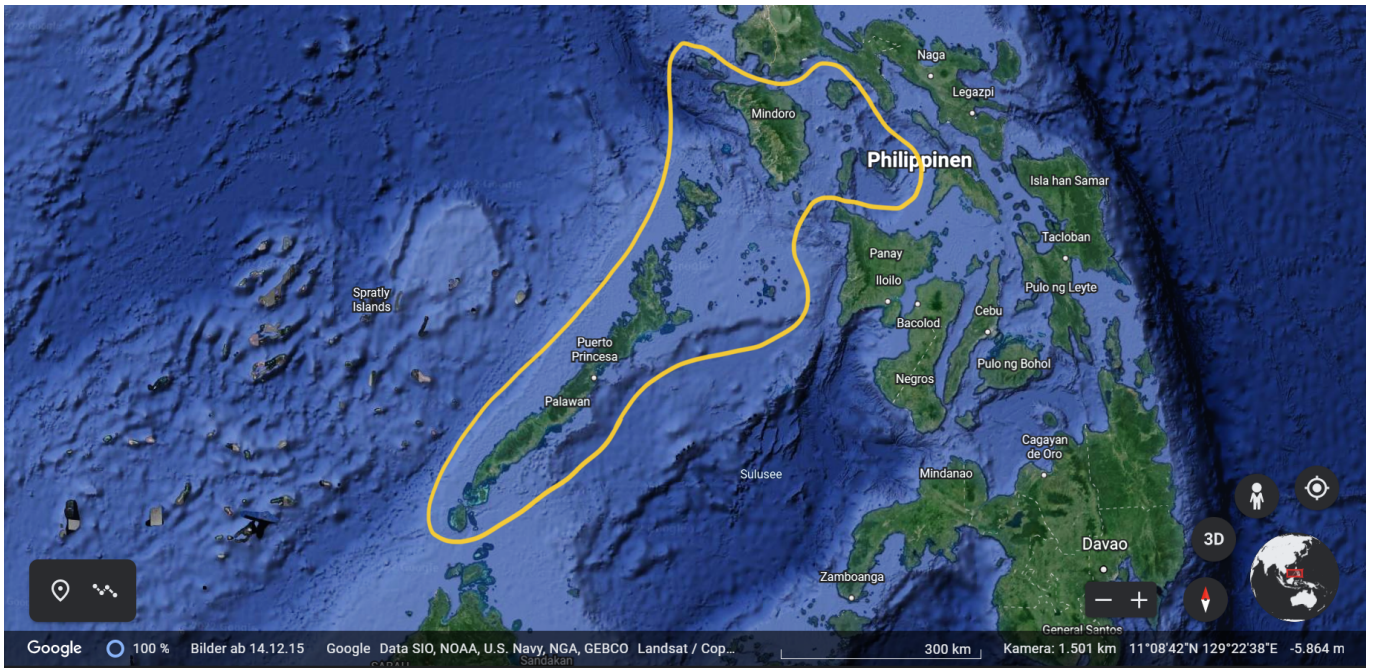 Naga
Legazpi
Mindoro
Philippinen
Isla han Samar
Tacloban
Panay
Iloilo
Pulo ng Leyte
Spratly
Islands
Cebu
Bacolod
Puerto
Princesa
Pulo ng Bohol
Negros
Palawan
Cagayan
de Oro
Sulusee
Mindanao
3D
Davao
Zamboanga
General Santos
Google
100 %
Bilder ab 14.12.15
Google
Data SIO, NOAA, U.S. Navy, NGA, GEBCO
Landsat / Cop...
300 km
Kamera: 1.501 km
11°08'42"N 129°22'38"E
-5.864 m
Sandakan